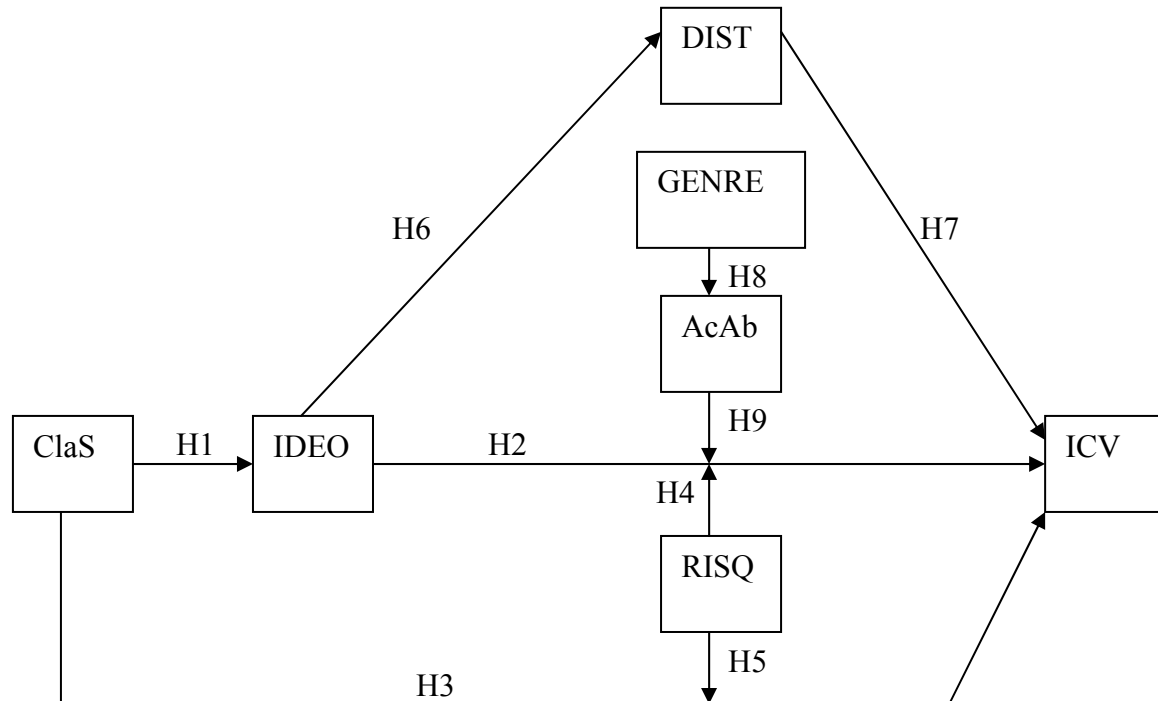 DIST
GENRE
H6
H7
H8
AcAb
H9
ClaS
H1
IDEO
H2
ICV
H4
RISQ
H5
H3